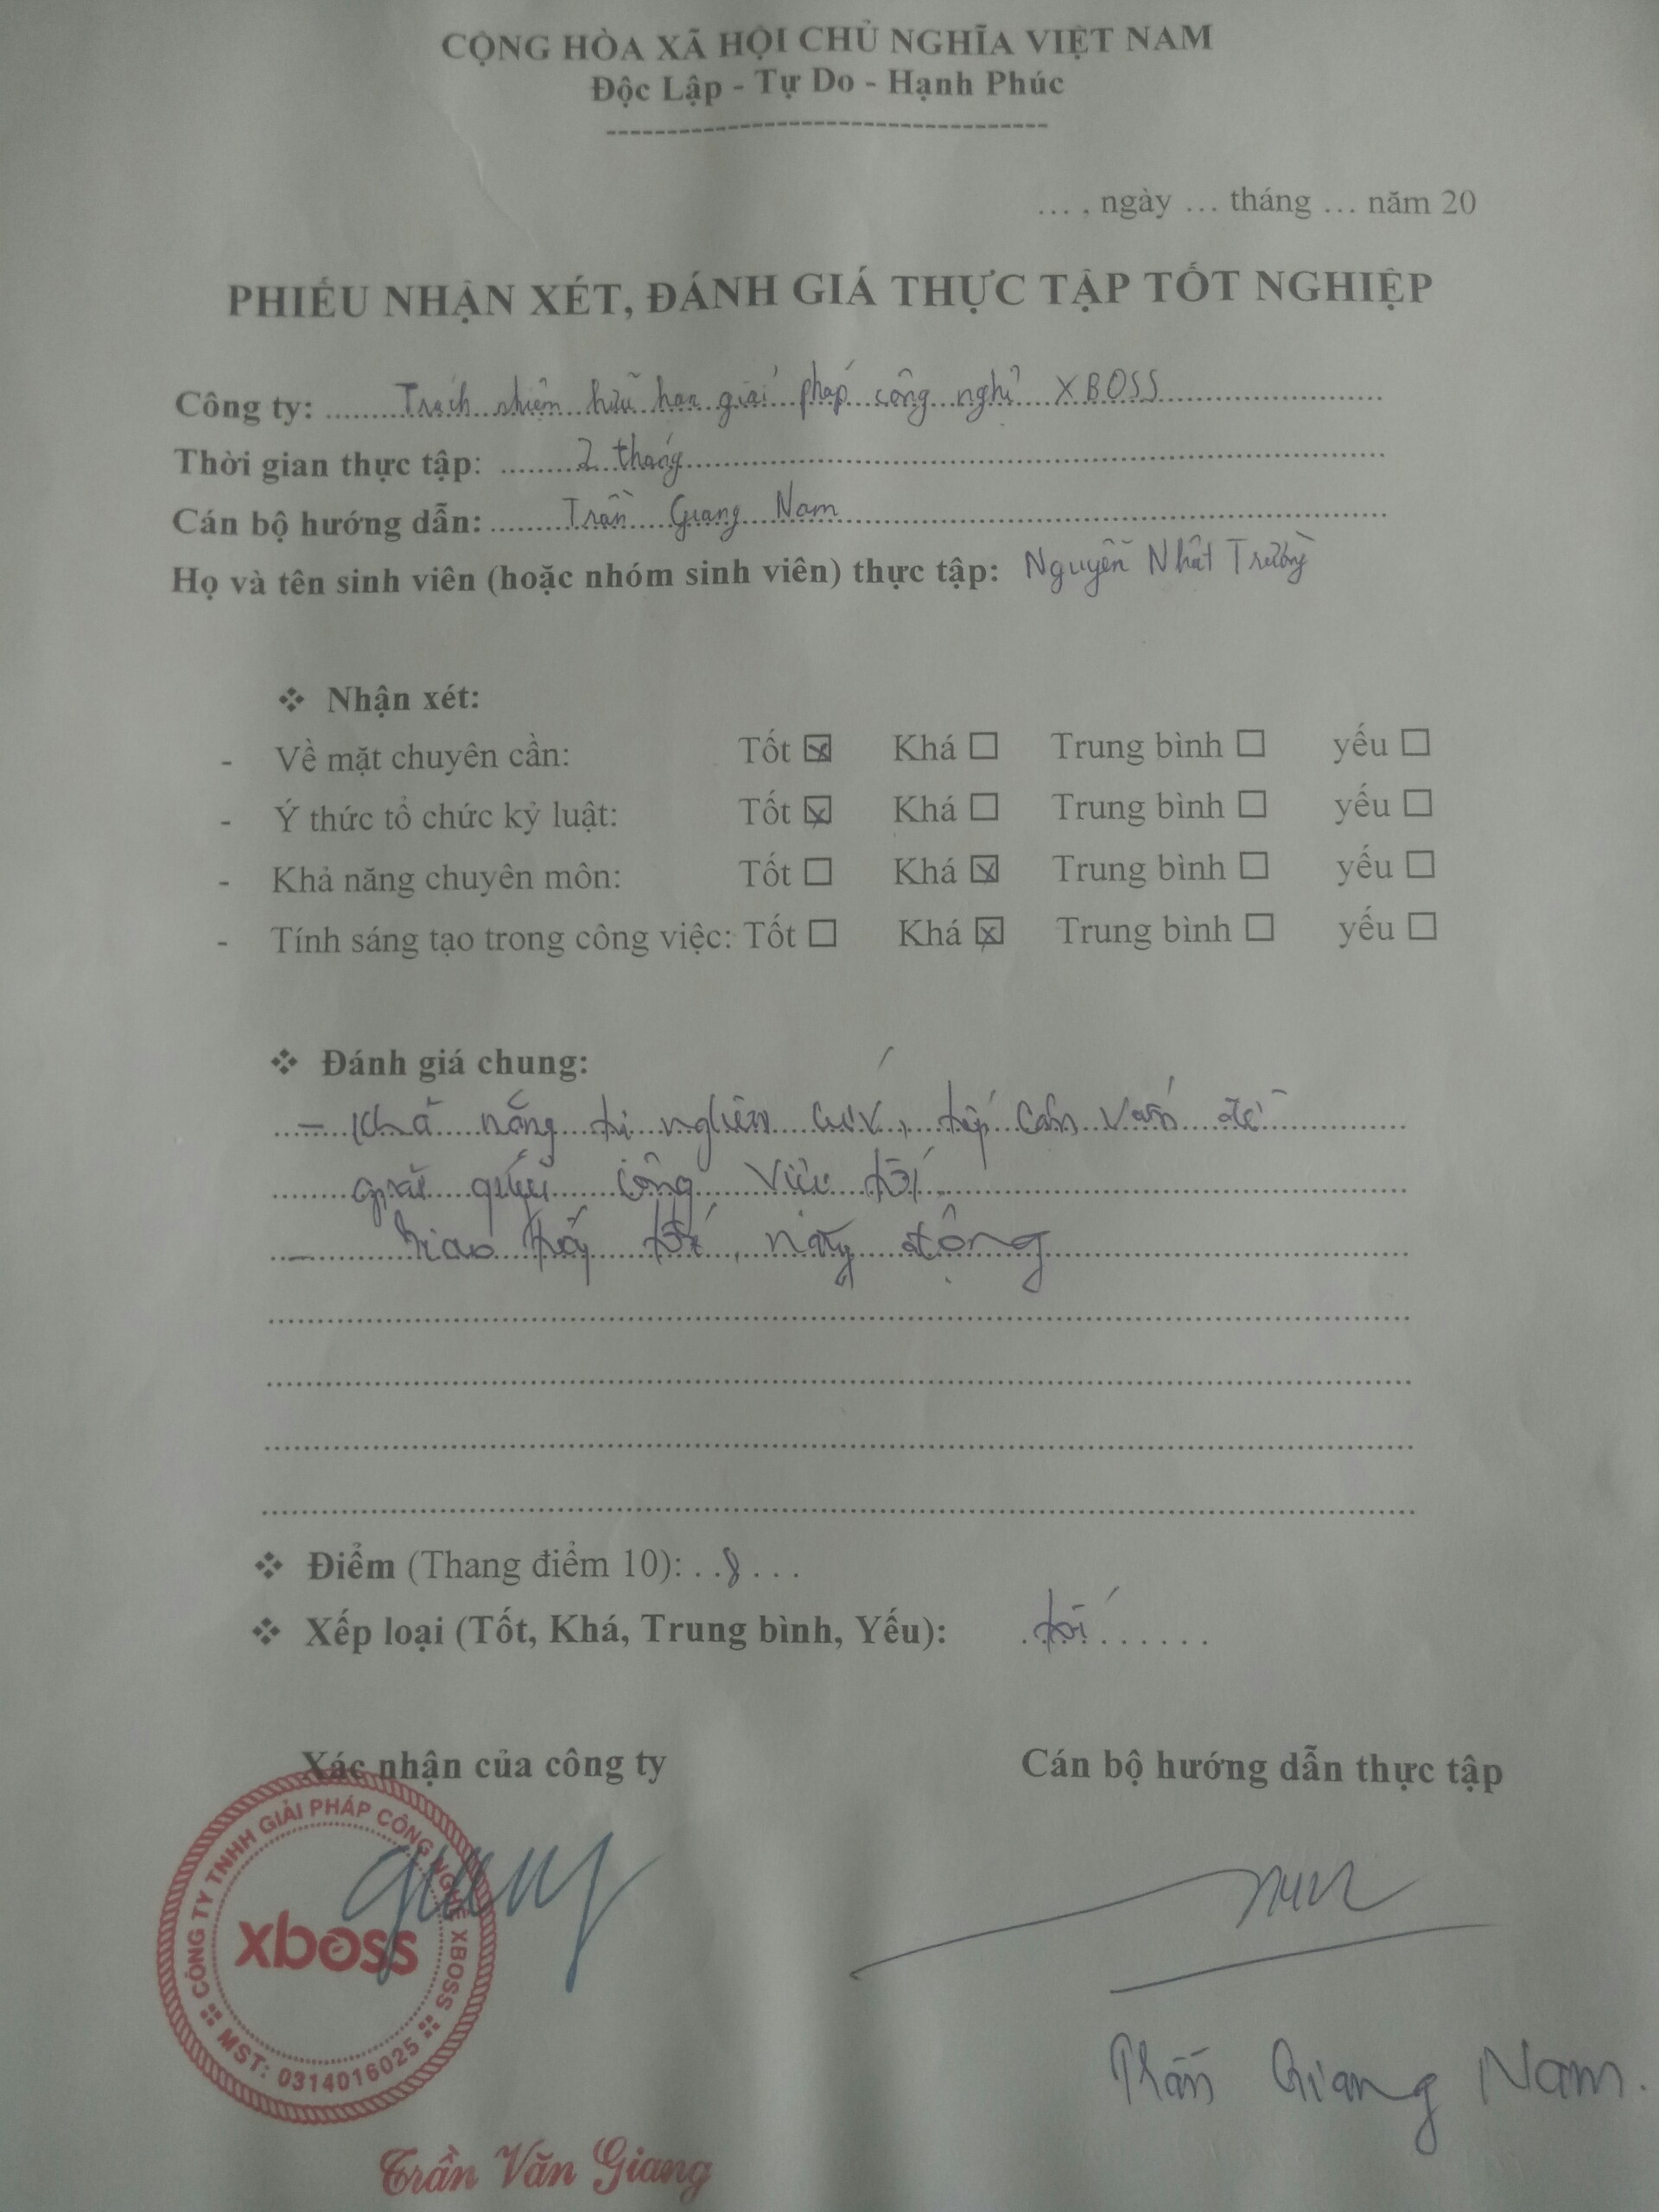 CỘNG HÒA XÃ HỘI CHỦ NGHĨA VIỆT NAM
Độc Lập - Tự Do - Hạnh Phúc
------------------------------------
... , ngày ... tháng ... năm 20
PHIẾU NHẬN XÉT, ĐÁNH GIÁ THỰC TẬP TỐT NGHIỆP
Công ty: Trách nhiệm hữu hạn giải pháp công nghệ XBOSS
Thời gian thực tập: 2 tháng
Cán bộ hướng dẫn: Trần Giang Nam
Họ và tên sinh viên (hoặc nhóm sinh viên) thực tập: Nguyễn Nhất Trường
❖ Nhận xét:
- Về mặt chuyên cần: Tốt ☒ Khá ☐ Trung bình ☐ yếu ☐
- Ý thức tổ chức kỷ luật: Tốt ☒ Khá ☐ Trung bình ☐ yếu ☐
- Khả năng chuyên môn: Tốt ☐ Khá ☒ Trung bình ☐ yếu ☐
- Tính sáng tạo trong công việc: Tốt ☐ Khá ☒ Trung bình ☐ yếu ☐
❖ Đánh giá chung:
- Khả năng tự nghiên cứu, tiếp cận vấn đề
giải quyết công việc tốt.
- Giao tiếp tốt, năng động
❖ Điểm (Thang điểm 10): ..8...
❖ Xếp loại (Tốt, Khá, Trung bình, Yếu): .tốt......
Xác nhận của công ty Cán bộ hướng dẫn thực tập
CÔNG TY TNHH GIẢI PHÁP CÔNG NGHỆ XBOSS
xboss
MST: 0314016025
Trần Giang Nam.
Trần Văn Giang